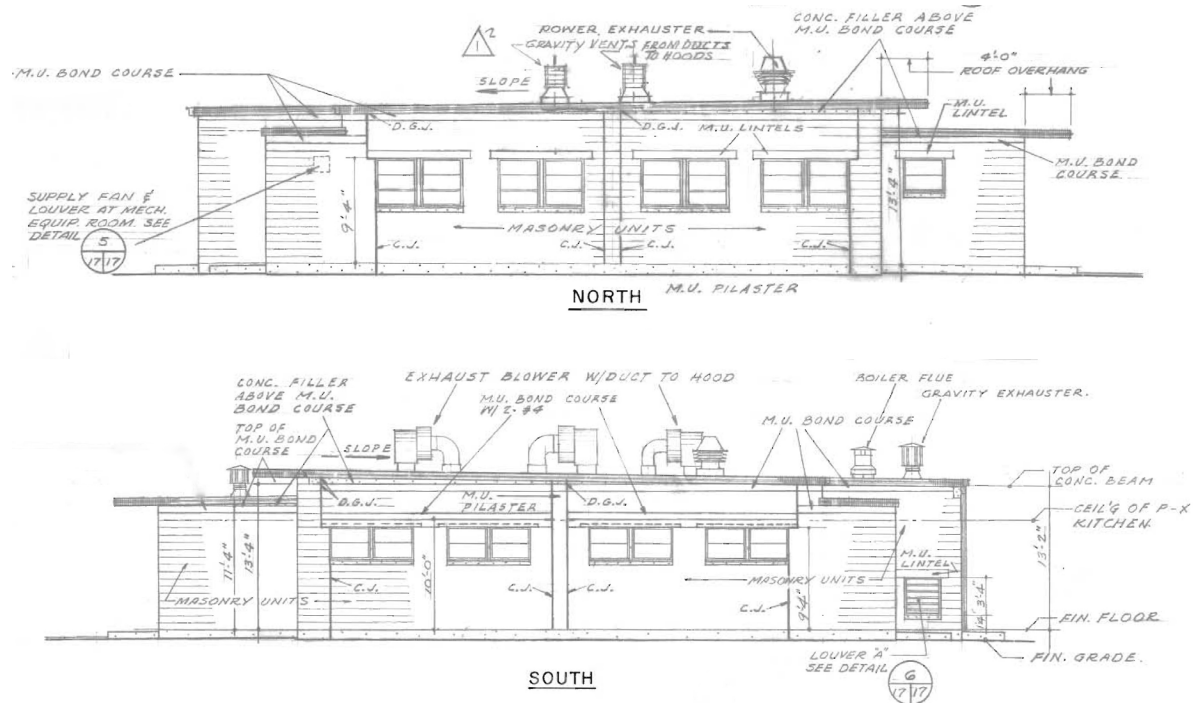 POWER EXHAUSTER
GRAVITY VENTS FROM DUCTS
TO HOODS
2
1
CONC. FILLER ABOVE
M.U. BOND COURSE
4'-0"
ROOF OVERHANG
M.U. BOND COURSE
SLOPE
M.U.
LINTEL
D.G.J.
D.G.J.
M.U. LINTELS
M.U. BOND
COURSE
SUPPLY FAN &
LOUVER AT MECH.
EQUIP. ROOM. SEE
DETAIL
5
17 17
9'-4"
13'-4"
MASONRY UNITS
C.J.
C.J.
C.J.
C.J.
M.U. PILASTER
NORTH
CONC. FILLER
ABOVE M.U.
BOND COURSE
EXHAUST BLOWER W/DUCT TO HOOD
BOILER FLUE
GRAVITY EXHAUSTER.
M.U. BOND COURSE
W/ 2-#4
M.U. BOND COURSE
TOP OF
M.U. BOND
COURSE
SLOPE
TOP OF
CONC. BEAM
D.G.J.
M.U.
PILASTER
D.G.J.
CEIL'G OF P-X
KITCHEN.
11'-4"
13'-4"
10'-0"
9'-4"
13'-2"
M.U.
LINTEL
MASONRY UNITS
C.J.
C.J.
C.J.
C.J.
MASONRY UNITS
3'-4"
FIN. FLOOR
LOUVER "A"
SEE DETAIL
6
17 17
FIN. GRADE.
SOUTH